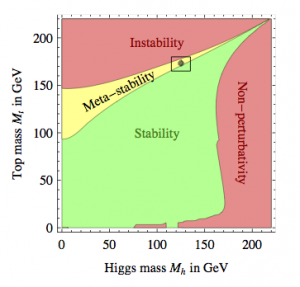 200
150
100
50
0
Top mass Mt in GeV
Instability
Meta-stability
Stability
Non-perturbativity
0 50 100 150 200
Higgs mass Mh in GeV